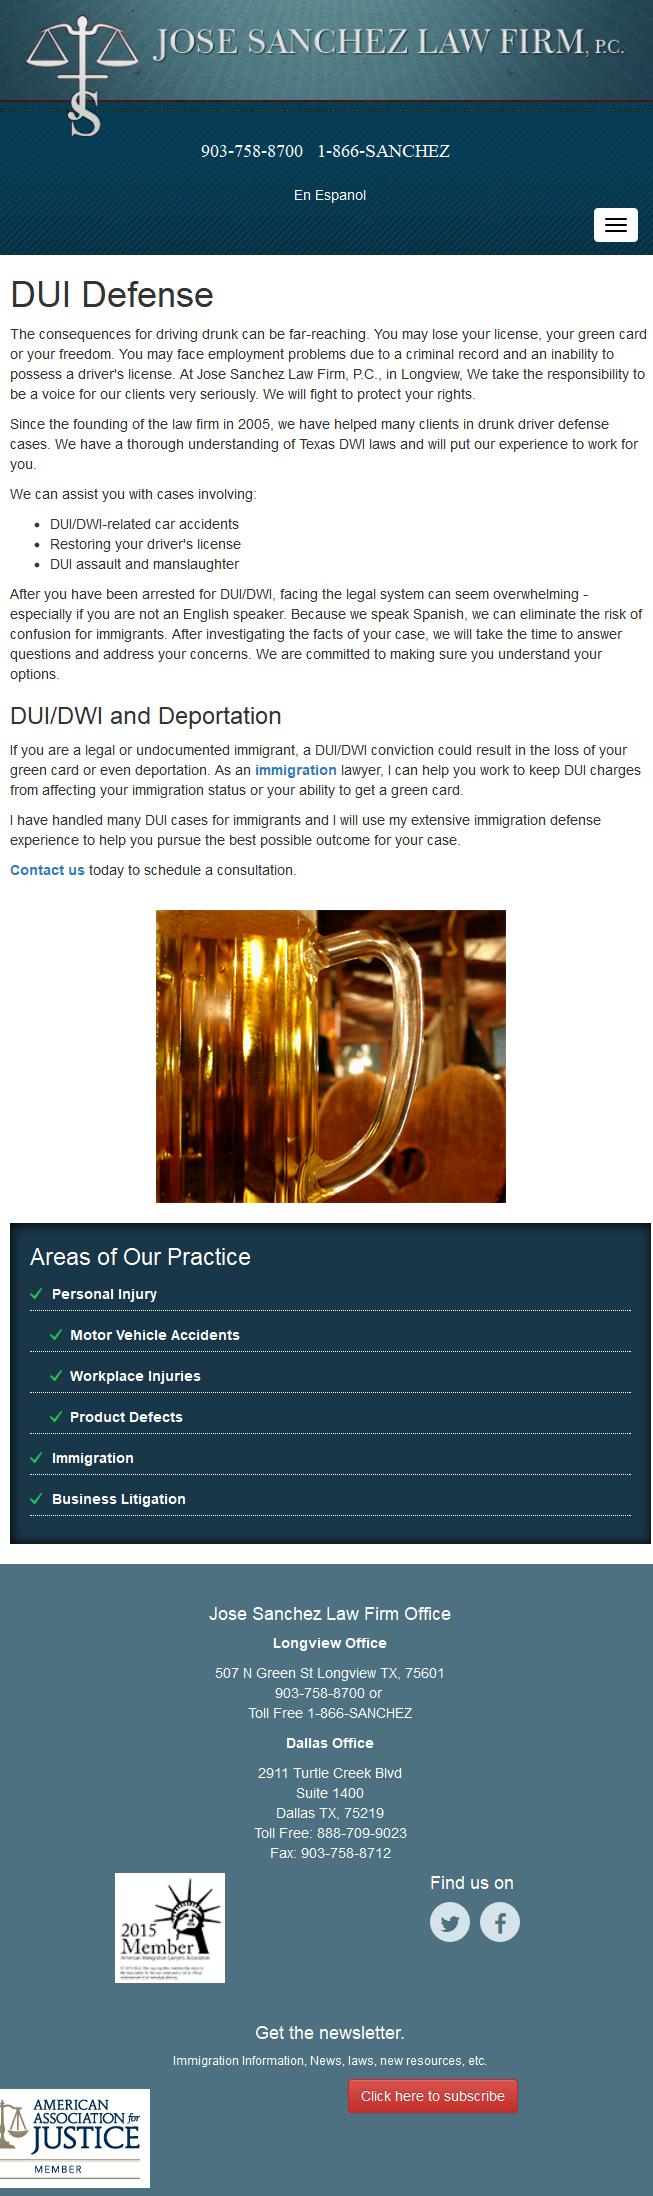 JOSE SANCHEZ LAW FIRM, P.C.
JS
903-758-8700 1-866-SANCHEZ
En Espanol
DUI Defense
The consequences for driving drunk can be far-reaching. You may lose your license, your green card
or your freedom. You may face employment problems due to a criminal record and an inability to
possess a driver's license. At Jose Sanchez Law Firm, P.C., in Longview, We take the responsibility to
be a voice for our clients very seriously. We will fight to protect your rights.
Since the founding of the law firm in 2005, we have helped many clients in drunk driver defense
cases. We have a thorough understanding of Texas DWI laws and will put our experience to work for
you.
We can assist you with cases involving:
• DUI/DWI-related car accidents
• Restoring your driver's license
• DUI assault and manslaughter
After you have been arrested for DUI/DWI, facing the legal system can seem overwhelming -
especially if you are not an English speaker. Because we speak Spanish, we can eliminate the risk of
confusion for immigrants. After investigating the facts of your case, we will take the time to answer
questions and address your concerns. We are committed to making sure you understand your
options.
DUI/DWI and Deportation
If you are a legal or undocumented immigrant, a DUI/DWI conviction could result in the loss of your
green card or even deportation. As an immigration lawyer, I can help you work to keep DUI charges
from affecting your immigration status or your ability to get a green card.
I have handled many DUI cases for immigrants and I will use my extensive immigration defense
experience to help you pursue the best possible outcome for your case.
Contact us today to schedule a consultation.
Areas of Our Practice
Personal Injury
Motor Vehicle Accidents
Workplace Injuries
Product Defects
Immigration
Business Litigation
Jose Sanchez Law Firm Office
Longview Office
507 N Green St Longview TX, 75601
903-758-8700 or
Toll Free 1-866-SANCHEZ
Dallas Office
2911 Turtle Creek Blvd
Suite 1400
Dallas TX, 75219
Toll Free: 888-709-9023
Fax: 903-758-8712
2015
Member
American Immigration Lawyers Association
Find us on
Get the newsletter.
Immigration Information, News, laws, new resources, etc.
Click here to subscribe
AMERICAN
ASSOCIATION for
JUSTICE
MEMBER